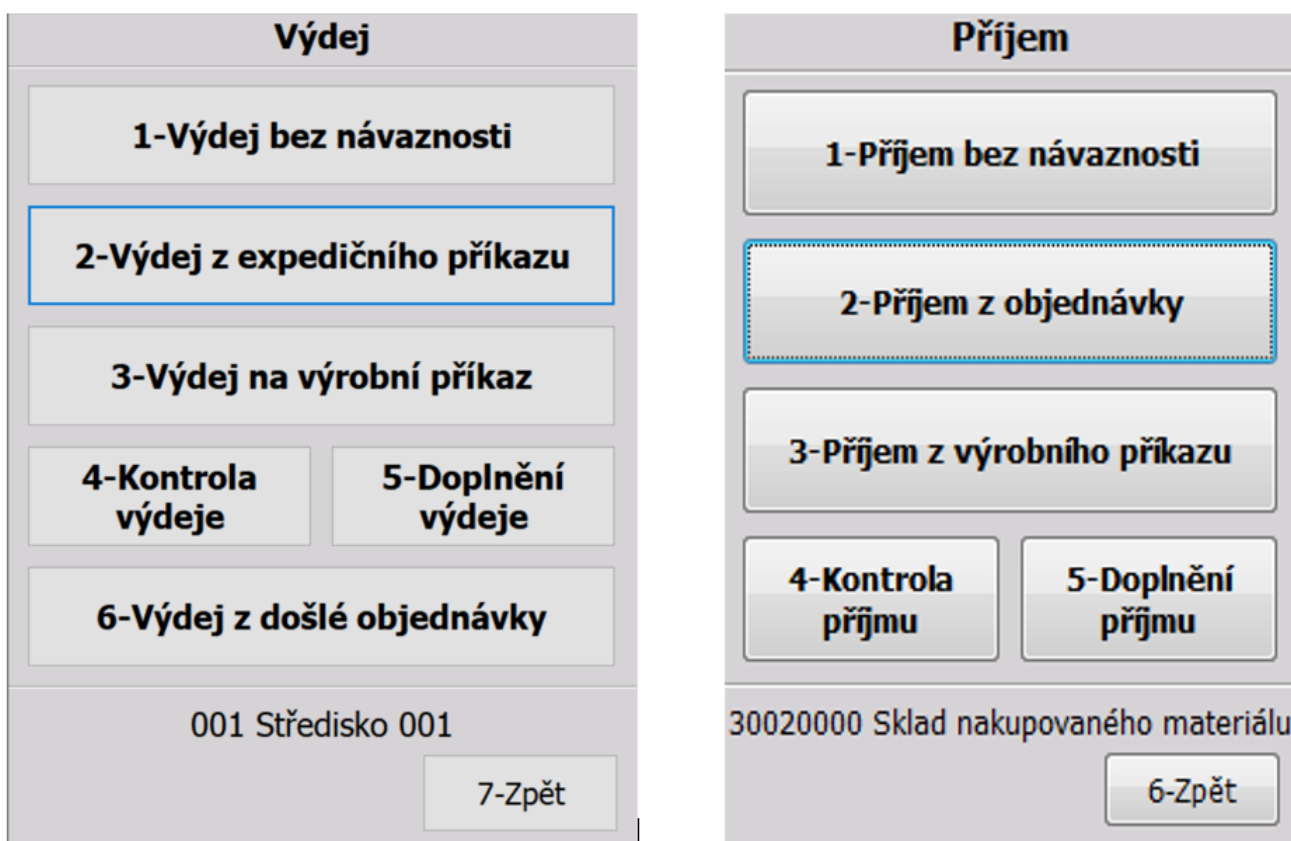 Výdej
1-Výdej bez návaznosti
2-Výdej z expedičního příkazu
3-Výdej na výrobní příkaz
4-Kontrola
výdeje
5-Doplnění
výdeje
6-Výdej z došlé objednávky
001 Středisko 001
7-Zpět
Příjem
1-Příjem bez návaznosti
2-Příjem z objednávky
3-Příjem z výrobního příkazu
4-Kontrola
příjmu
5-Doplnění
příjmu
30020000 Sklad nakupovaného materiálu
6-Zpět